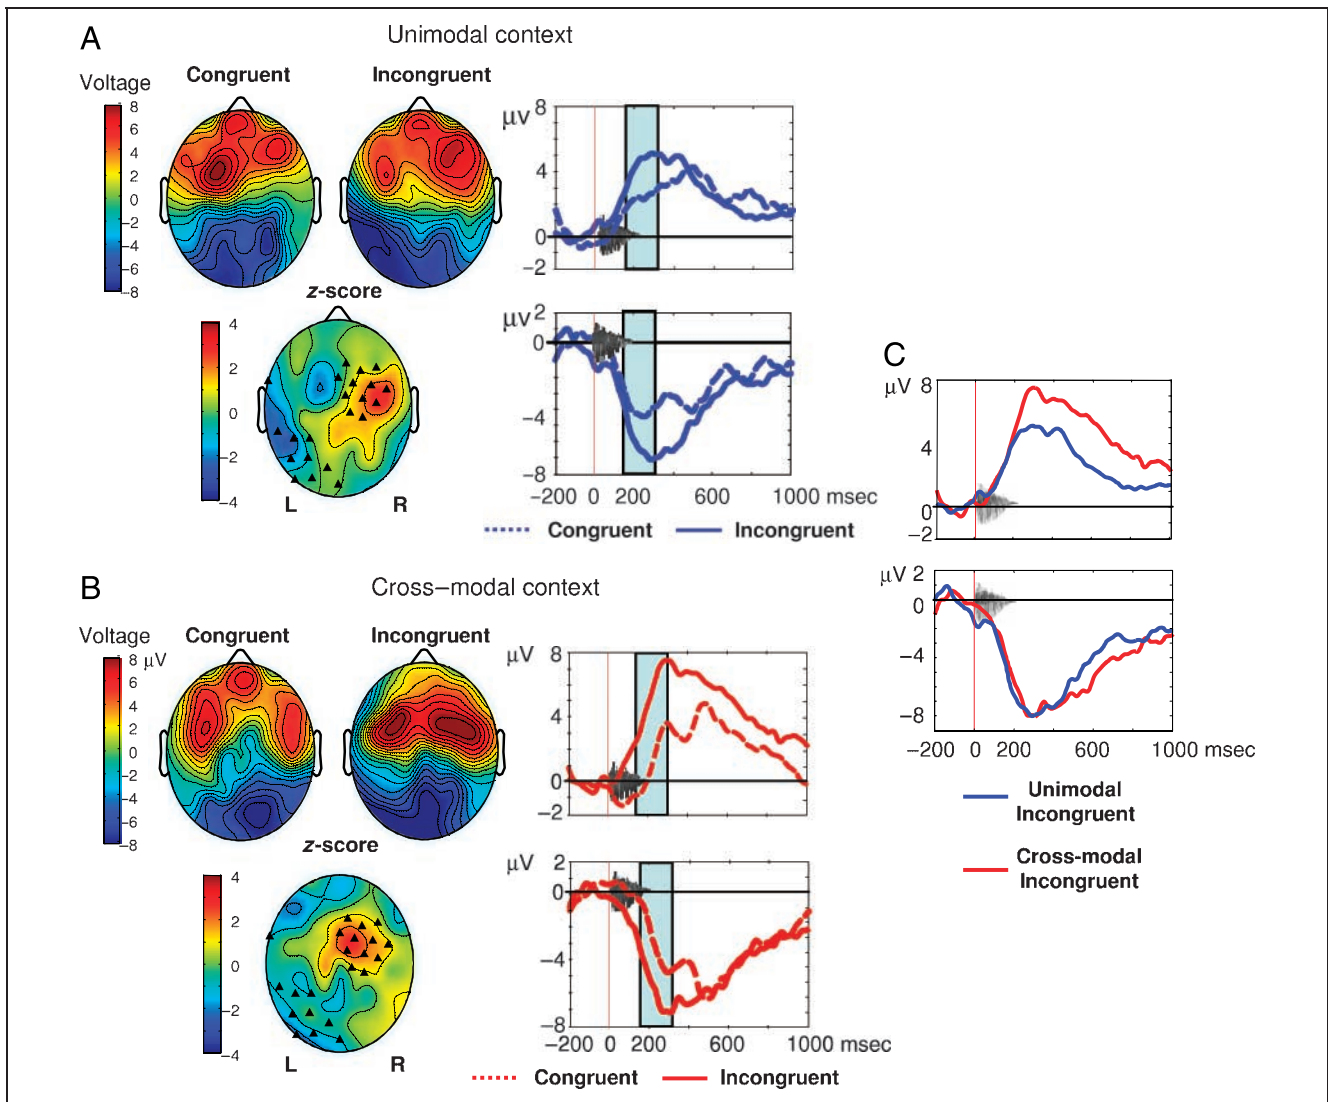 A
Unimodal context
Voltage
Congruent
Incongruent
8
6
4
2
0
−2
−4
−6
−8
z-score
4
2
0
−2
−4
L
R
μv
8
4
0
−2
μv
2
0
−4
−8
−200 0 200 600 1000 msec
Congruent Incongruent
B
Cross−modal context
Voltage
Congruent
Incongruent
8 μV
6
4
2
0
−2
−4
−6
−8
z-score
4
2
0
−2
−4
L
R
μV
8
4
0
−2
μV
2
0
−4
−8
−200 0 200 600 1000 msec
Congruent Incongruent
C
μV
8
4
0
−2
μV
2
0
−4
−8
−200 0 200 600 1000 msec
Unimodal
Incongruent
Cross-modal
Incongruent